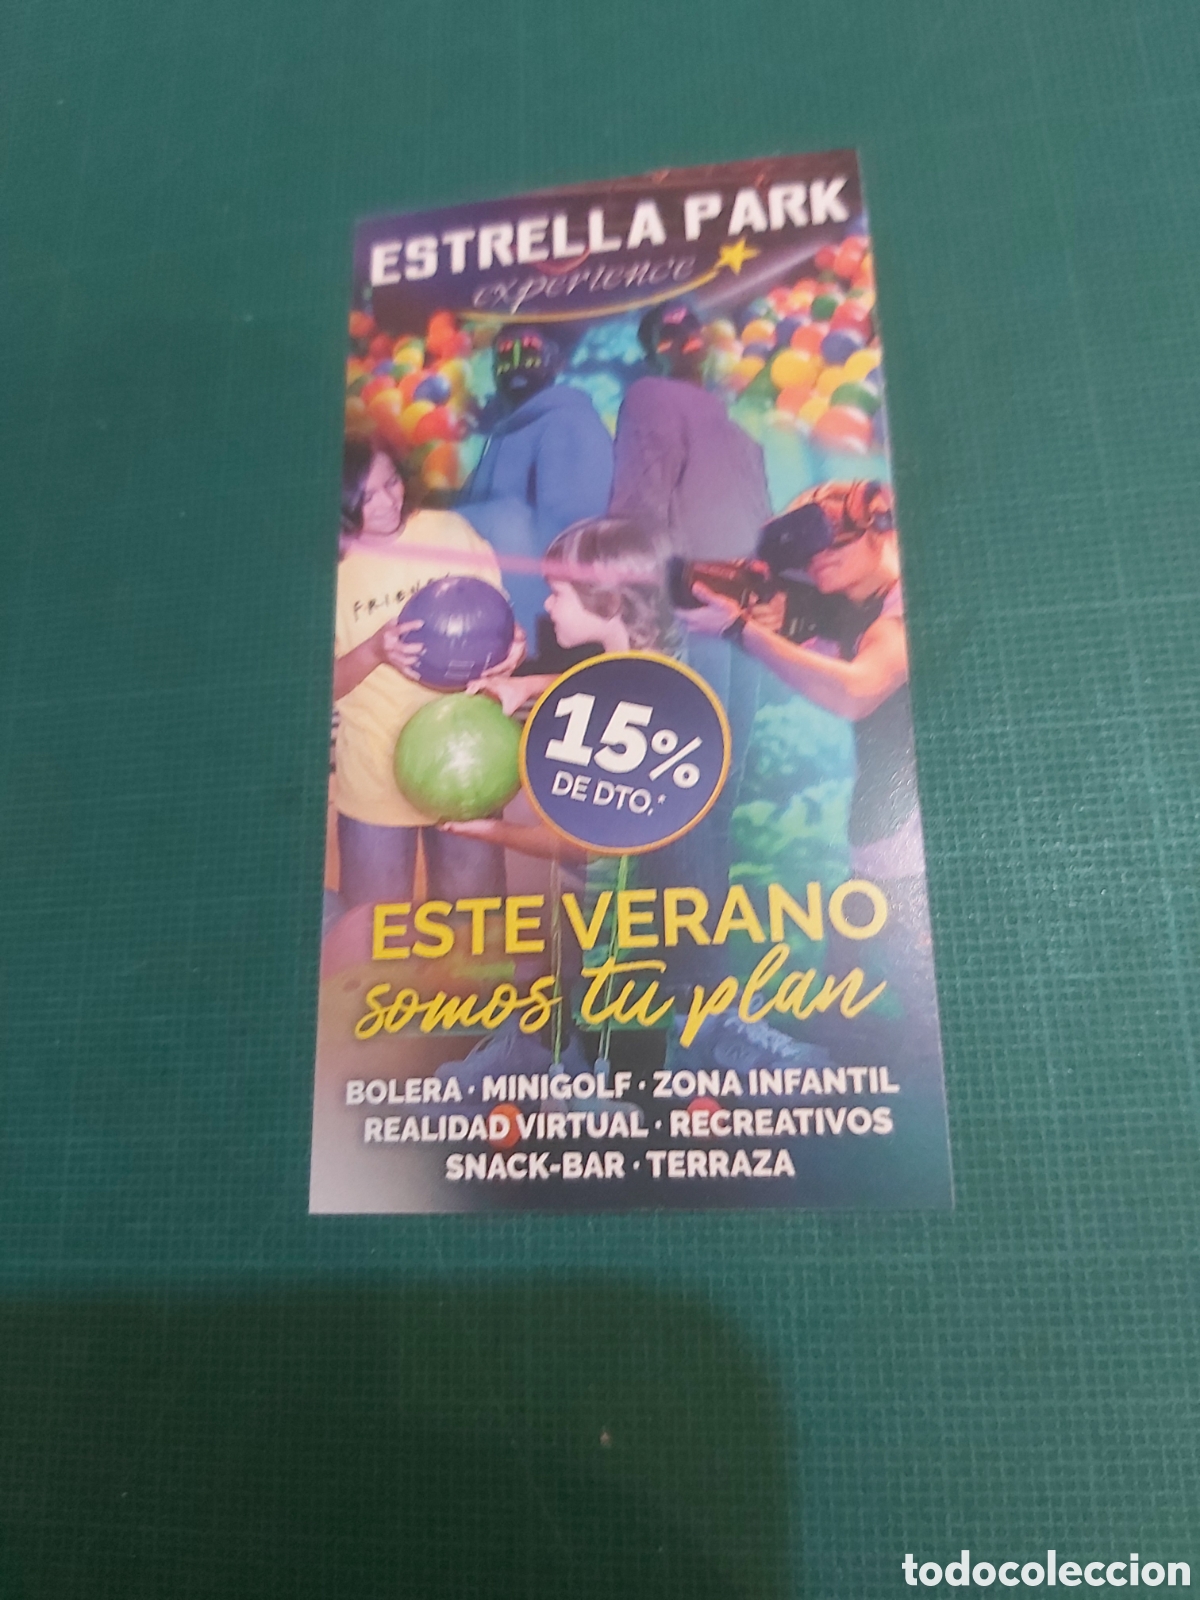 ESTRELLA PARK
experience
FRIENDS
15%
DE DTO.*
ESTE VERANO
somos tu plan
BOLERA · MINIGOLF · ZONA INFANTIL
REALIDAD VIRTUAL · RECREATIVOS
SNACK-BAR · TERRAZA
todocoleccion